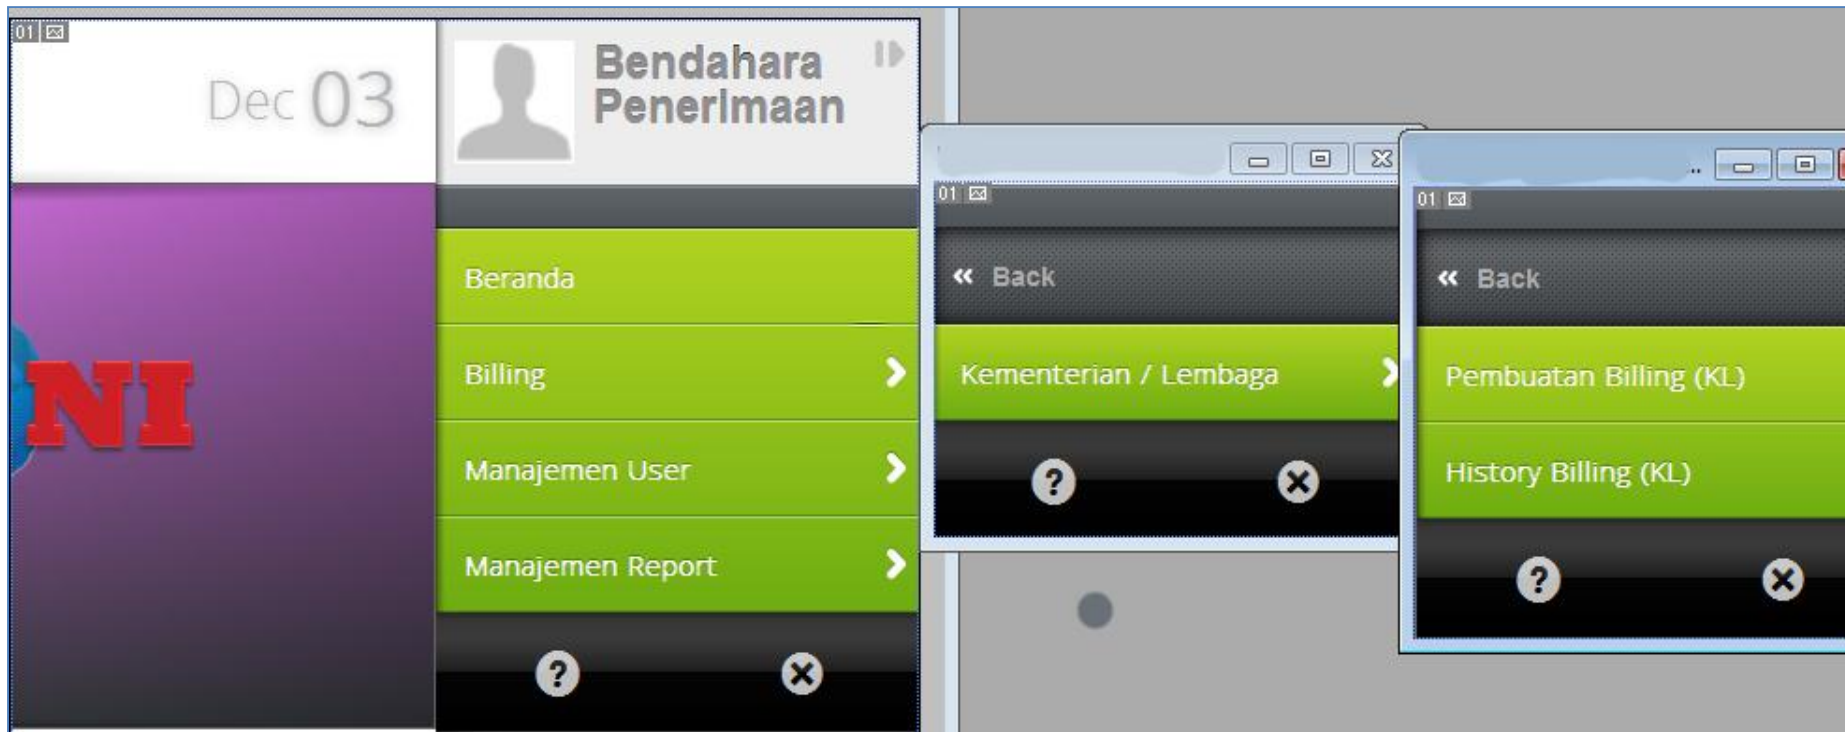 01
Dec 03
Bendahara
Penerimaan
Beranda
Billing
Manajemen User
Manajemen Report
NI
01
Back
Kementerian / Lembaga
01
Back
Pembuatan Billing (KL)
History Billing (KL)